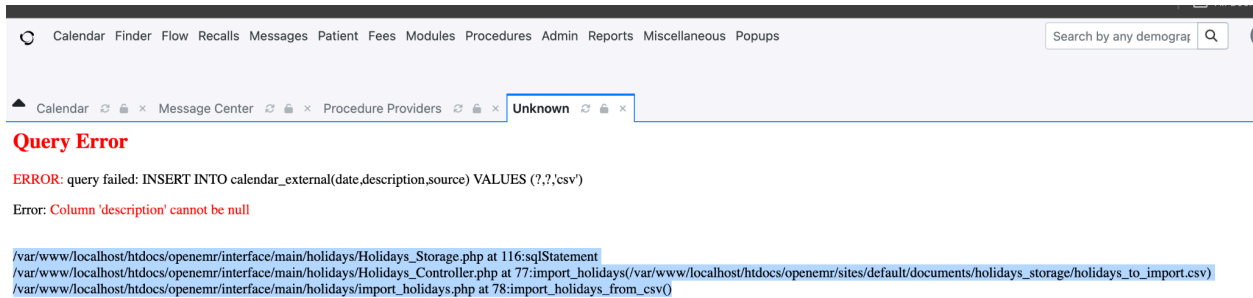 Calendar Finder Flow Recalls Messages Patient Fees Modules Procedures Admin Reports Miscellaneous Popups Search by any demograp
Calendar Message Center Procedure Providers Unknown
Query Error
ERROR: query failed: INSERT INTO calendar_external(date,description,source) VALUES (?,?,'csv')
Error: Column 'description' cannot be null
/var/www/localhost/htdocs/openemr/interface/main/holidays/Holidays_Storage.php at 116:sqlStatement
/var/www/localhost/htdocs/openemr/interface/main/holidays/Holidays_Controller.php at 77:import_holidays(/var/www/localhost/htdocs/openemr/sites/default/documents/holidays_storage/holidays_to_import.csv)
/var/www/localhost/htdocs/openemr/interface/main/holidays/import_holidays.php at 78:import_holidays_from_csv()